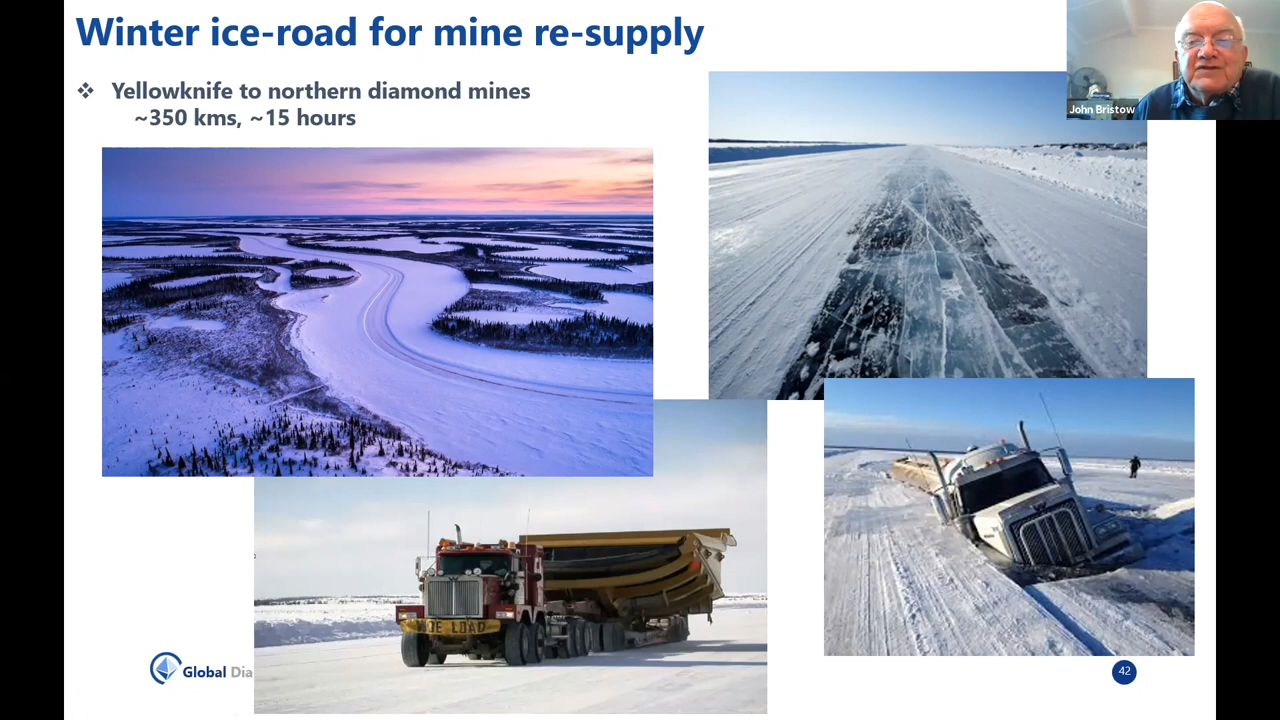 Winter ice-road for mine re-supply
❖ Yellowknife to northern diamond mines
~350 kms, ~15 hours
John Bristow
WIDE LOAD
Global Dia
42